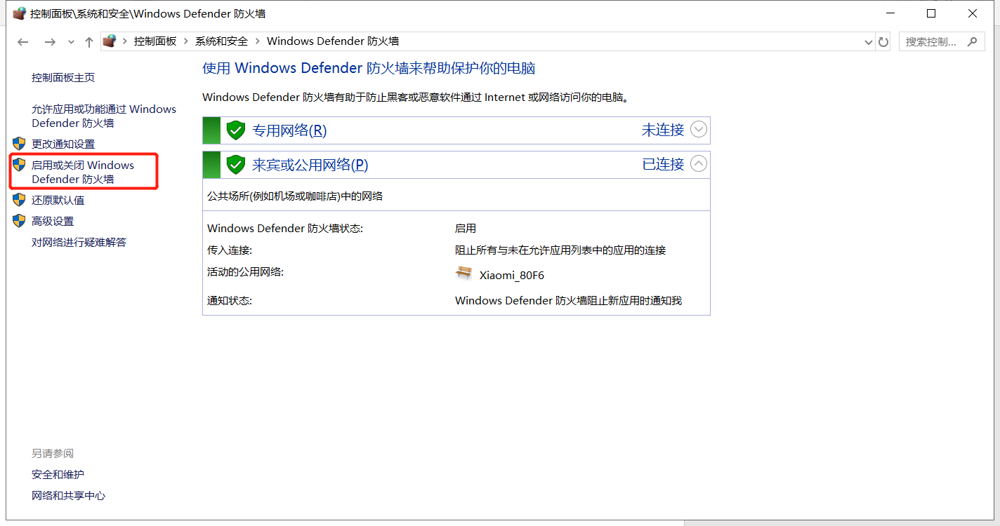 控制面板\系统和安全\Windows Defender 防火墙
控制面板 系统和安全 Windows Defender 防火墙
搜索控制...
控制面板主页
允许应用或功能通过 Windows
Defender 防火墙
更改通知设置
启用或关闭 Windows
Defender 防火墙
还原默认值
高级设置
对网络进行疑难解答
另请参阅
安全和维护
网络和共享中心
使用 Windows Defender 防火墙来帮助保护你的电脑
Windows Defender 防火墙有助于防止黑客或恶意软件通过 Internet 或网络访问你的电脑。
专用网络(R) 未连接
来宾或公用网络(P) 已连接
公共场所(例如机场或咖啡店)中的网络
Windows Defender 防火墙状态: 启用
传入连接: 阻止所有与未在允许应用列表中的应用的连接
活动的公用网络: Xiaomi_80F6
通知状态: Windows Defender 防火墙阻止新应用时通知我